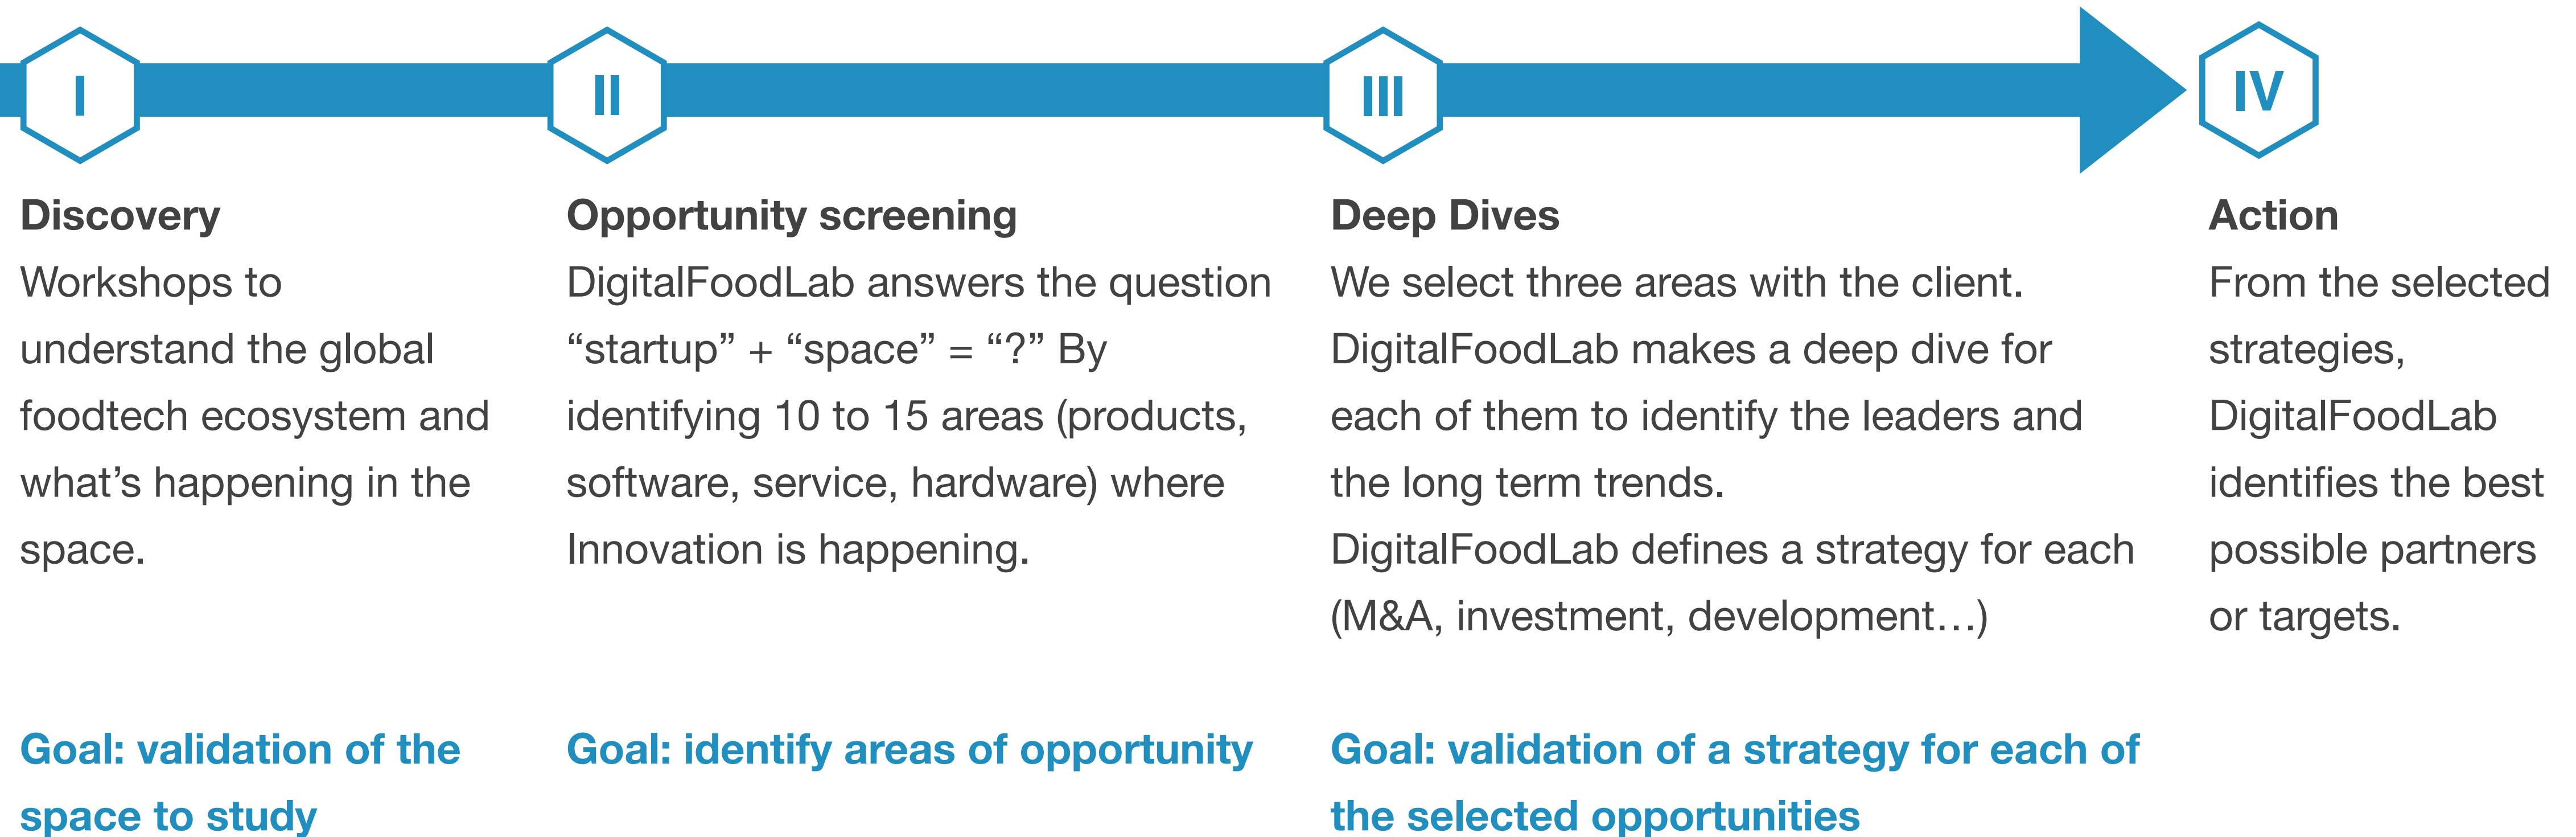 I
II
III
IV
Discovery
Workshops to
understand the global
foodtech ecosystem and
what’s happening in the
space.
Goal: validation of the
space to study
Opportunity screening
DigitalFoodLab answers the question
“startup” + “space” = “?” By
identifying 10 to 15 areas (products,
software, service, hardware) where
Innovation is happening.
Goal: identify areas of opportunity
Deep Dives
We select three areas with the client.
DigitalFoodLab makes a deep dive for
each of them to identify the leaders and
the long term trends.
DigitalFoodLab defines a strategy for each
(M&A, investment, development…)
Goal: validation of a strategy for each of
the selected opportunities
Action
From the selected
strategies,
DigitalFoodLab
identifies the best
possible partners
or targets.